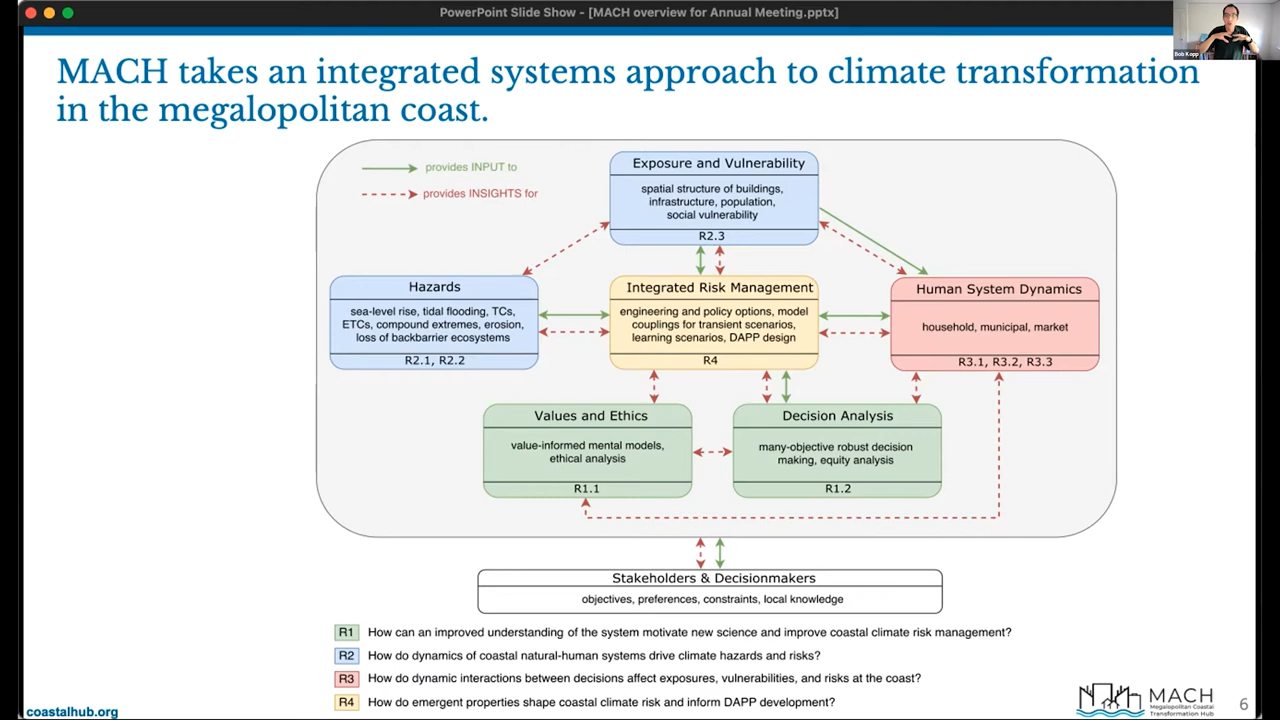 PowerPoint Slide Show - [MACH overview for Annual Meeting.pptx]
Bob Kopp
MACH takes an integrated systems approach to climate transformation
in the megalopolitan coast.
provides INPUT to
provides INSIGHTS for
Exposure and Vulnerability
spatial structure of buildings,
infrastructure, population,
social vulnerability
R2.3
Hazards
sea-level rise, tidal flooding, TCs,
ETCs, compound extremes, erosion,
loss of backbarrier ecosystems
R2.1, R2.2
Integrated Risk Management
engineering and policy options, model
couplings for transient scenarios,
learning scenarios, DAPP design
R4
Human System Dynamics
household, municipal, market
R3.1, R3.2, R3.3
Values and Ethics
value-informed mental models,
ethical analysis
R1.1
Decision Analysis
many-objective robust decision
making, equity analysis
R1.2
Stakeholders & Decisionmakers
objectives, preferences, constraints, local knowledge
R1 How can an improved understanding of the system motivate new science and improve coastal climate risk management?
R2 How do dynamics of coastal natural-human systems drive climate hazards and risks?
R3 How do dynamic interactions between decisions affect exposures, vulnerabilities, and risks at the coast?
R4 How do emergent properties shape coastal climate risk and inform DAPP development?
coastalhub.org
MACH
Megalopolitan Coastal
Transformation Hub
6